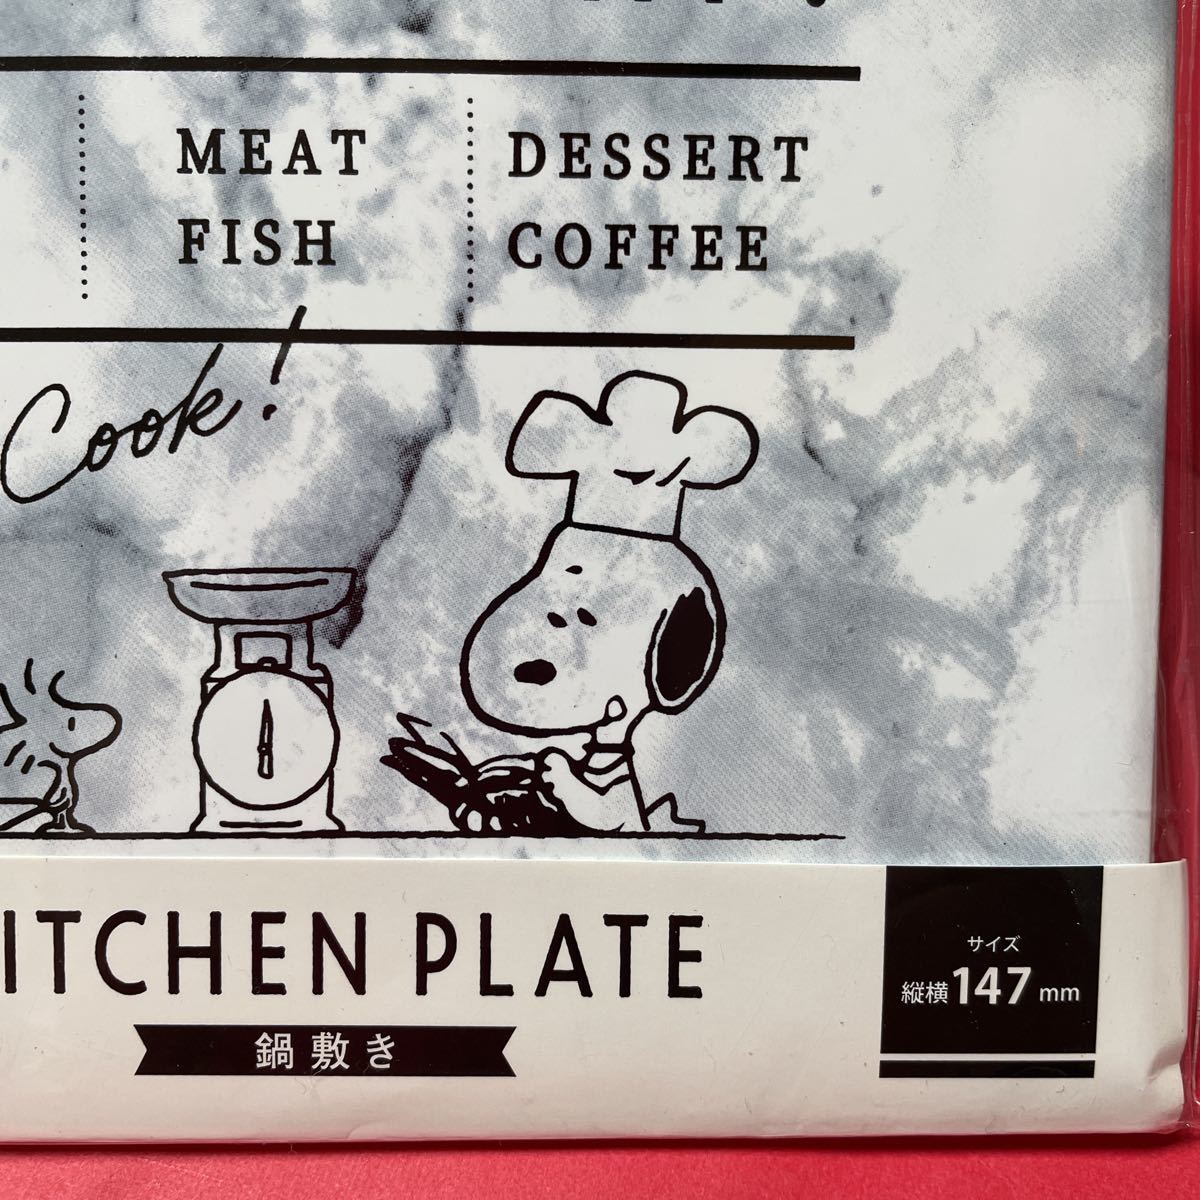 MEAT
FISH
DESSERT
COFFEE
Cook!
ITCHEN PLATE
鍋敷き
サイズ
縦横147mm